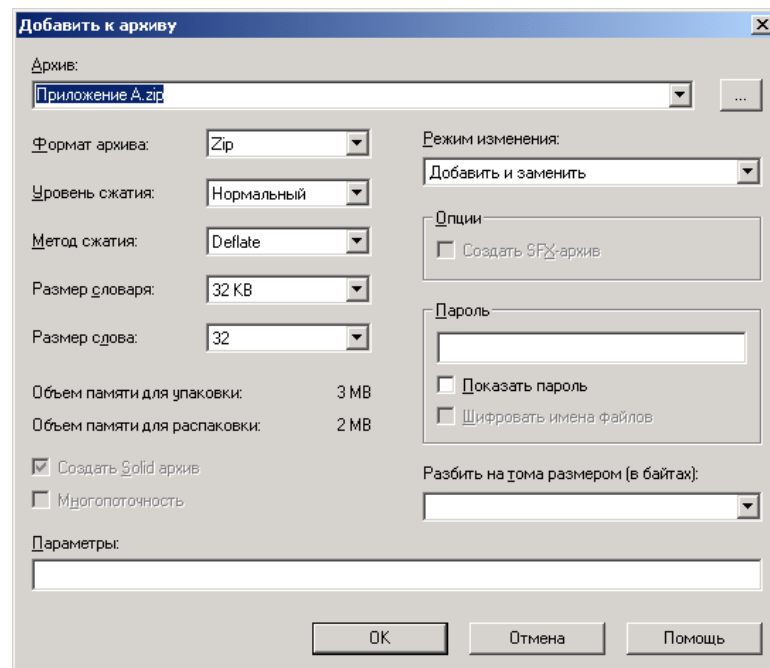 Добавить к архиву
Архив:
Приложение A.zip
...
Формат архива: Zip
Уровень сжатия: Нормальный
Метод сжатия: Deflate
Размер словаря: 32 KB
Размер слова: 32
Объем памяти для упаковки: 3 MB
Объем памяти для распаковки: 2 MB
Создать Solid архив
Многопоточность
Режим изменения:
Добавить и заменить
Опции
Создать SFX-архив
Пароль
Показать пароль
Шифровать имена файлов
Разбить на тома размером (в байтах):
Параметры:
OK Отмена Помощь